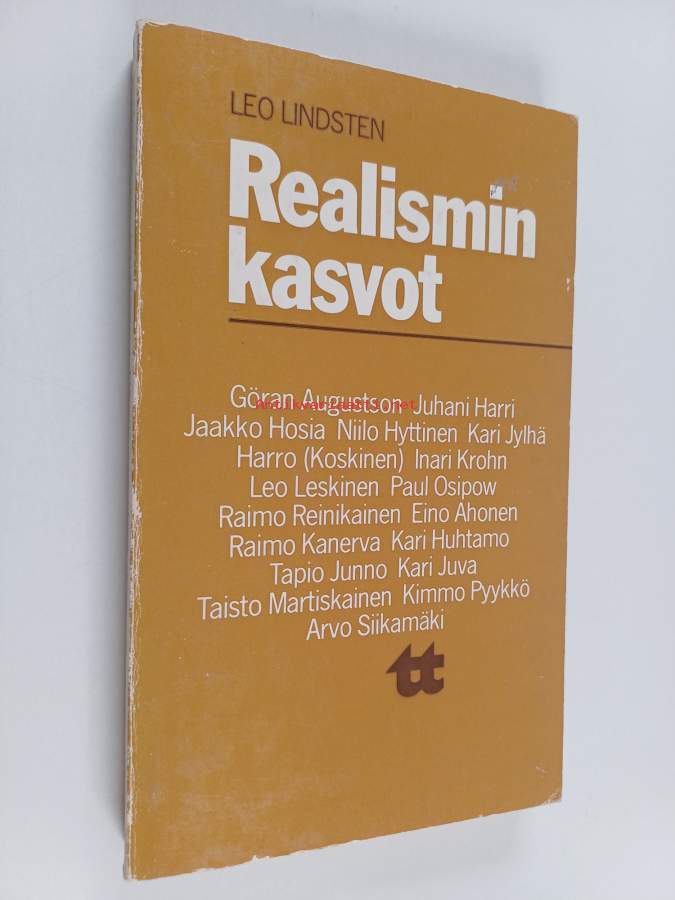 LEO LINDSTEN
Realismin
kasvot
Göran Augustson Juhani Harri
Antikvariaatti.net
Jaakko Hosia Niilo Hyttinen Kari Jylhä
Harro (Koskinen) Inari Krohn
Leo Leskinen Paul Osipow
Raimo Reinikainen Eino Ahonen
Raimo Kanerva Kari Huhtamo
Tapio Junno Kari Juva
Taisto Martiskainen Kimmo Pyykkö
Arvo Siikamäki
tt